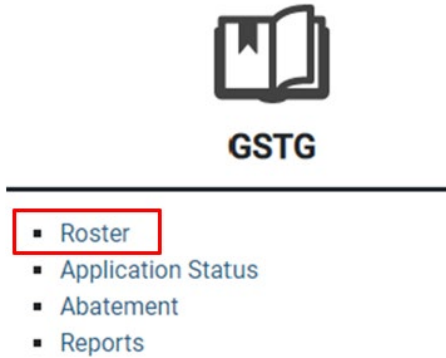 GSTG
Roster
Application Status
Abatement
Reports